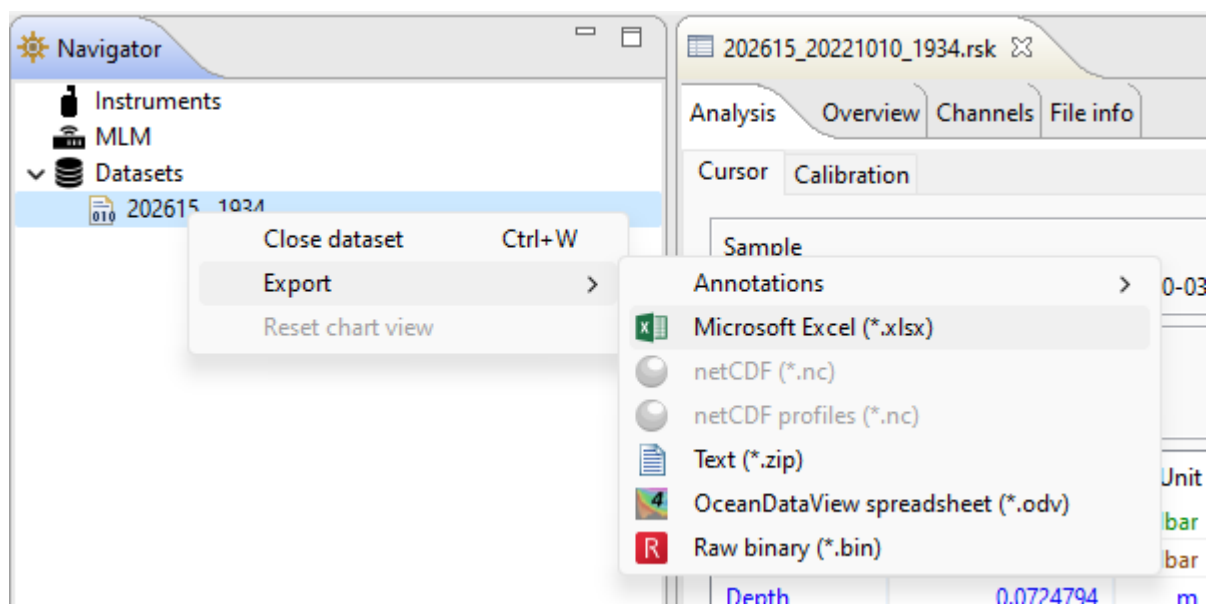 Navigator
Instruments
MLM
Datasets
202615_1934
Close dataset Ctrl+W
Export
Reset chart view
Annotations
Microsoft Excel (*.xlsx)
netCDF (*.nc)
netCDF profiles (*.nc)
Text (*.zip)
OceanDataView spreadsheet (*.odv)
Raw binary (*.bin)
202615_20221010_1934.rsk
Analysis Overview Channels File info
Cursor Calibration
Sample
0-03
Unit
bar
bar
Depth 0.0724794 m